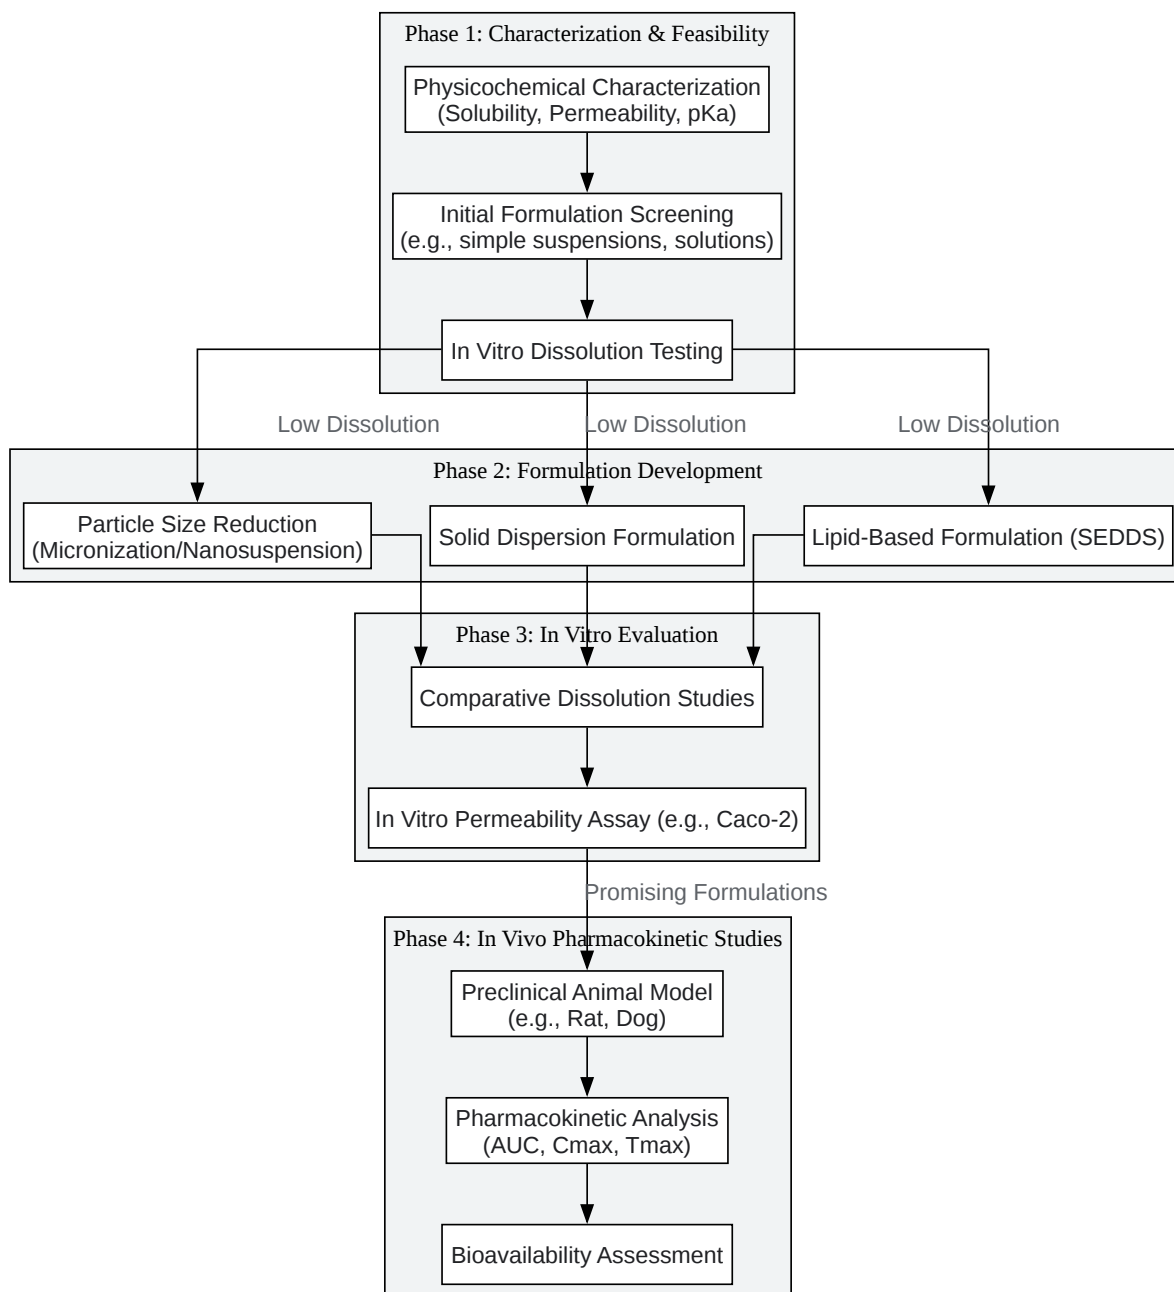 Phase 1: Characterization & Feasibility
Physicochemical Characterization
(Solubility, Permeability, pKa)
Initial Formulation Screening
(e.g., simple suspensions, solutions)
In Vitro Dissolution Testing
Low Dissolution
Low Dissolution
Low Dissolution
Phase 2: Formulation Development
Particle Size Reduction
(Micronization/Nanosuspension)
Solid Dispersion Formulation
Lipid-Based Formulation (SEDDS)
Phase 3: In Vitro Evaluation
Comparative Dissolution Studies
In Vitro Permeability Assay (e.g., Caco-2)
Promising Formulations
Phase 4: In Vivo Pharmacokinetic Studies
Preclinical Animal Model
(e.g., Rat, Dog)
Pharmacokinetic Analysis
(AUC, Cmax, Tmax)
Bioavailability Assessment